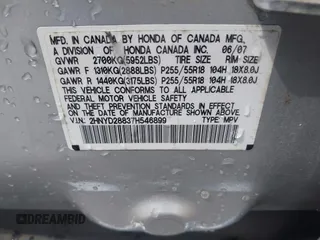 MFD. IN CANADA BY HONDA OF CANADA MFG.
A DIVISION OF HONDA CANADA INC. 06/07
GVWR 2700KG(5952LBS) TIRE SIZE RIM-SIZE
GAWR F 1310KG(2888LBS) P255/55R18 104H 18X8.0J
GAWR R 1440KG(3175LBS) P255/55R18 104H 18X8.0J
THIS VEHICLE CONFORMS TO ALL APPLICABLE
FEDERAL MOTOR VEHICLE SAFETY
AND THEFT PREVENTION STANDARDS IN EFFECT
ON THE DATE OF MANUFACTURE SHOWN ABOVE.
V.I.N: 2HNYD28837H546899 TYPE: MPV